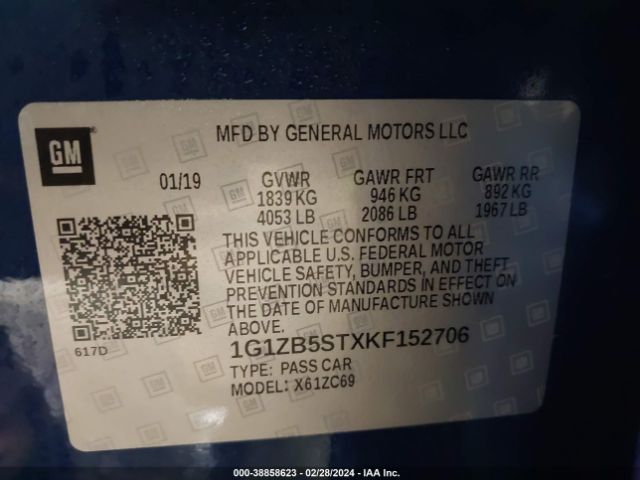 GM
MFD BY GENERAL MOTORS LLC
01/19
GVWR GAWR FRT GAWR RR
1839 KG 946 KG 892 KG
4053 LB 2086 LB 1967 LB
THIS VEHICLE CONFORMS TO ALL
APPLICABLE U.S. FEDERAL MOTOR
VEHICLE SAFETY, BUMPER, AND THEFT
PREVENTION STANDARDS IN EFFECT ON
THE DATE OF MANUFACTURE SHOWN
ABOVE.
617D
1G1ZB5STXKF152706
TYPE: PASS CAR
MODEL: X61ZC69
000-38858623 - 02/28/2024 - IAA Inc.